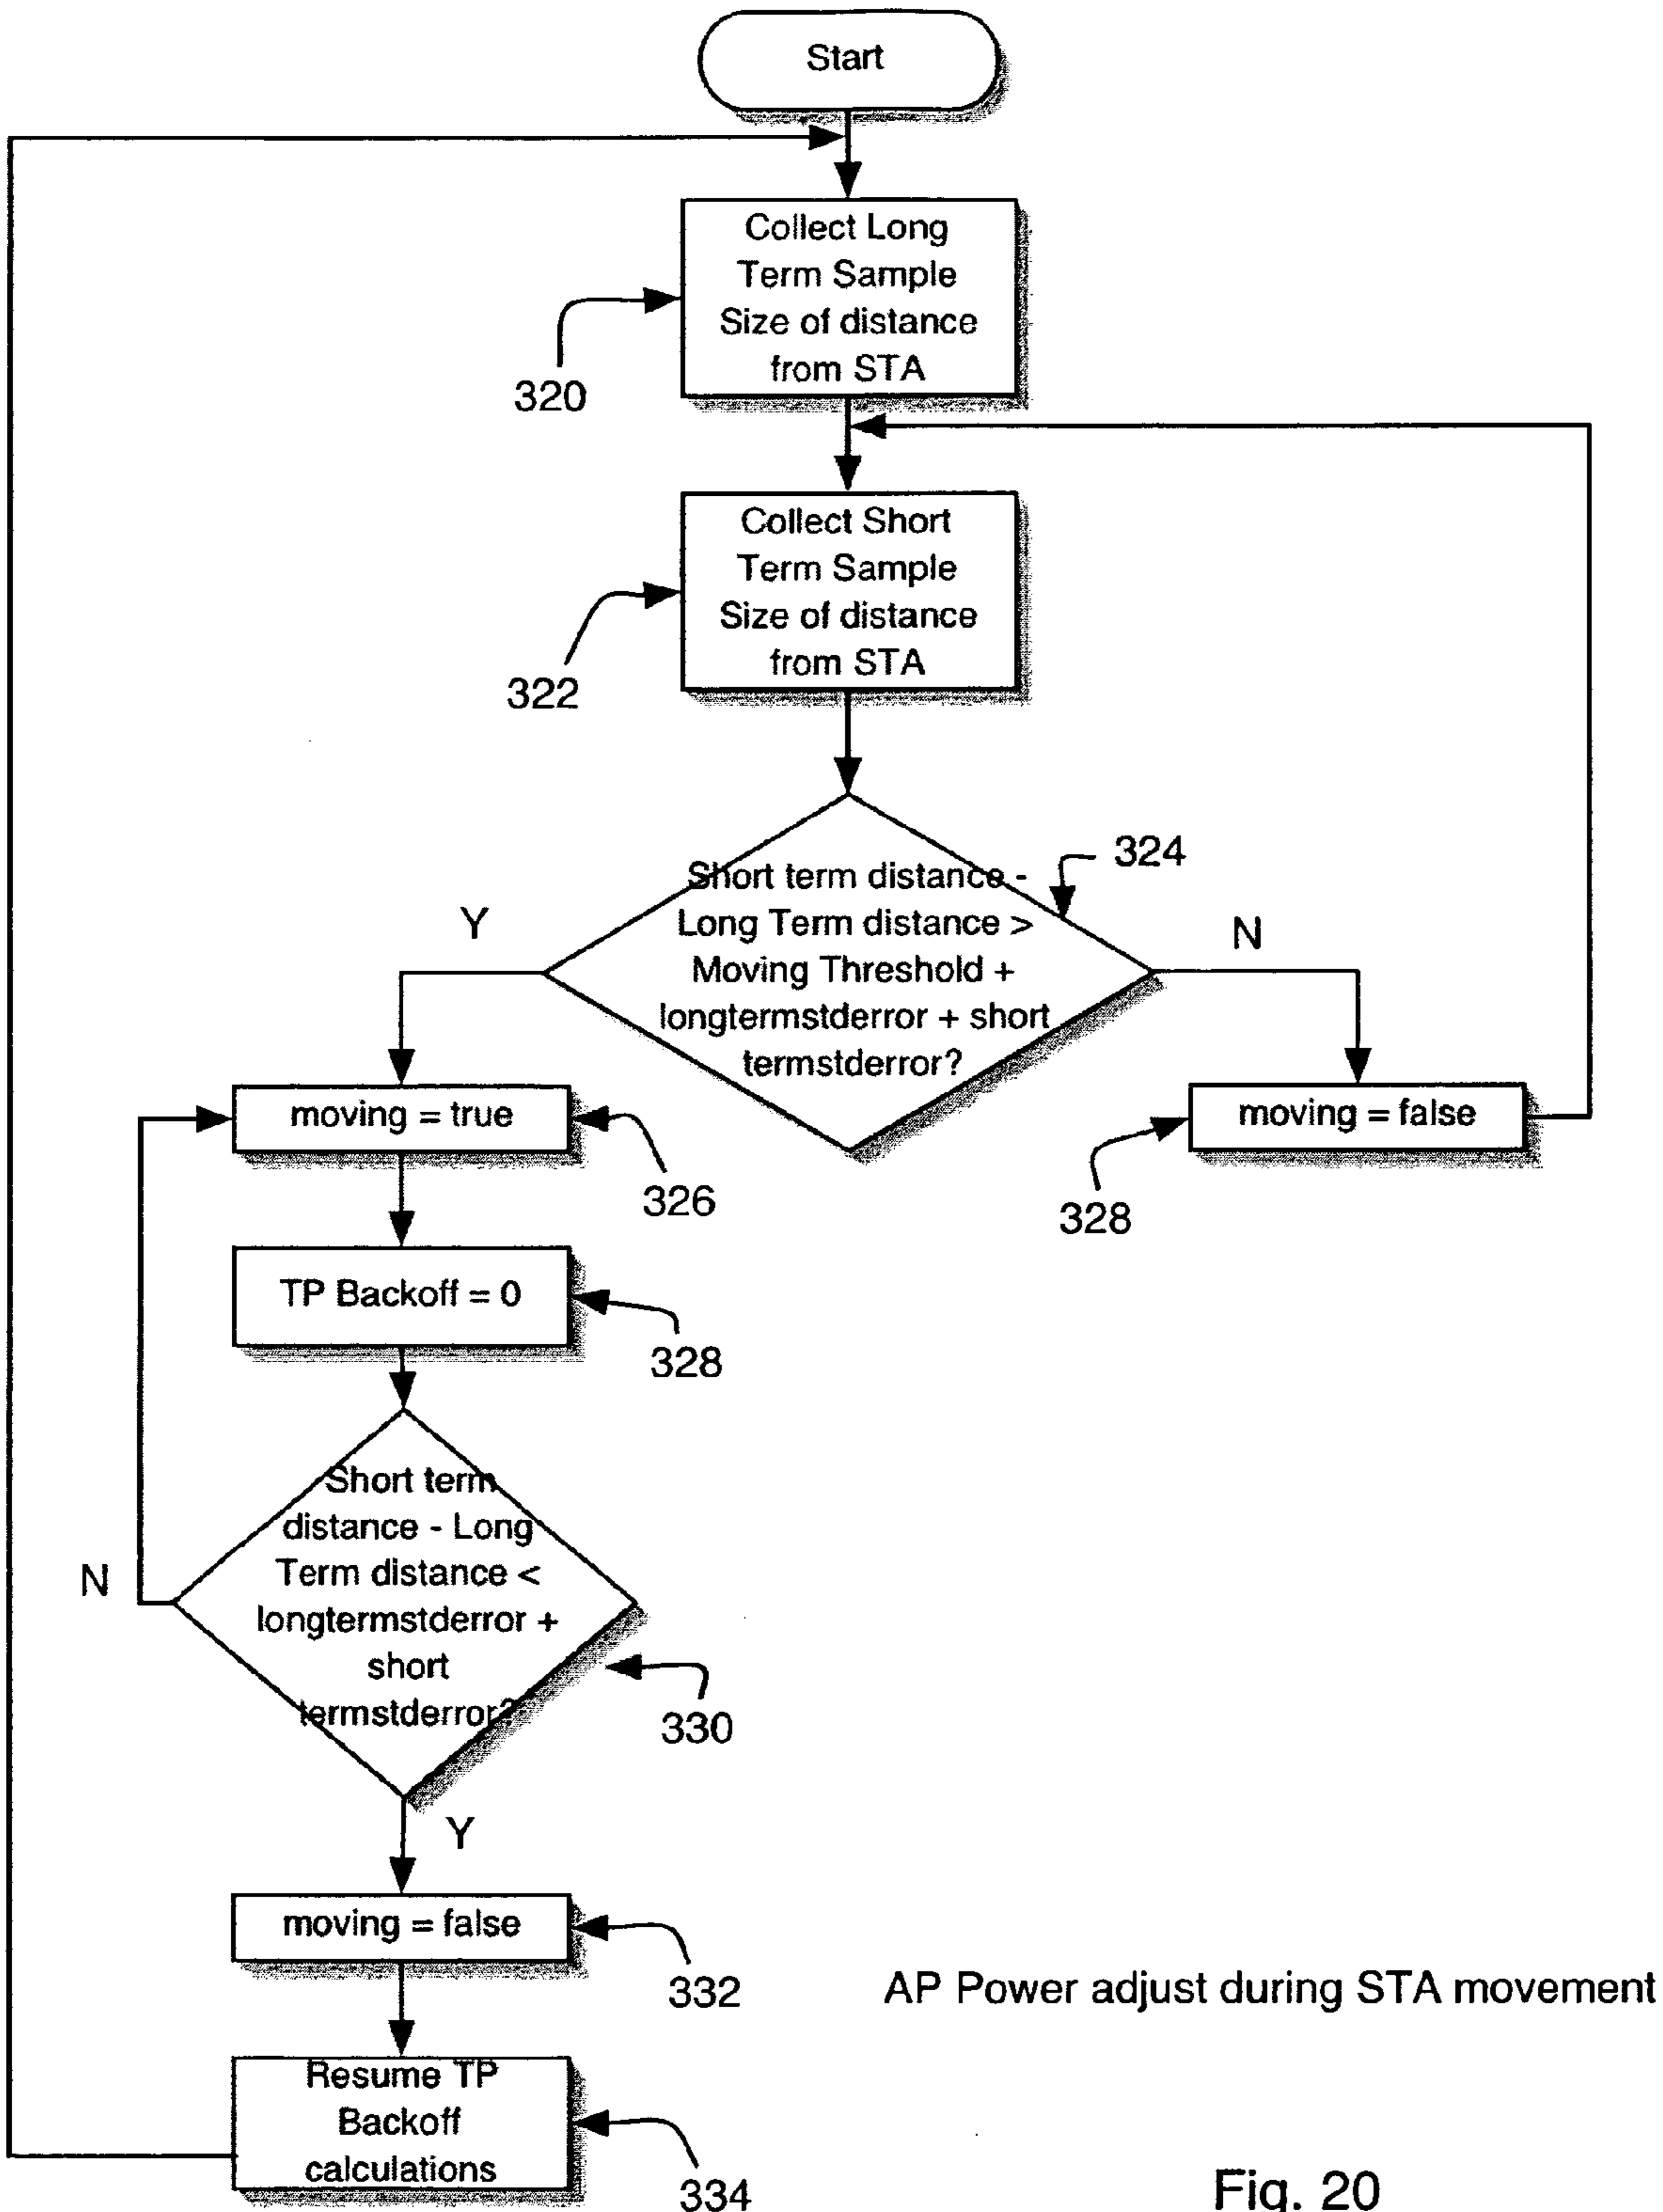 Start
Collect Long
Term Sample
Size of distance
from STA
320
Collect Short
Term Sample
Size of distance
from STA
322
Short term distance -
Long Term distance >
Moving Threshold +
longtermstderror + short
termstderror?
324
Y
N
moving = true
326
moving = false
328
TP Backoff = 0
328
Short term
distance - Long
Term distance <
longtermstderror +
short
termstderror?
330
N
Y
moving = false
332
AP Power adjust during STA movement
Resume TP
Backoff
calculations
334
Fig. 20